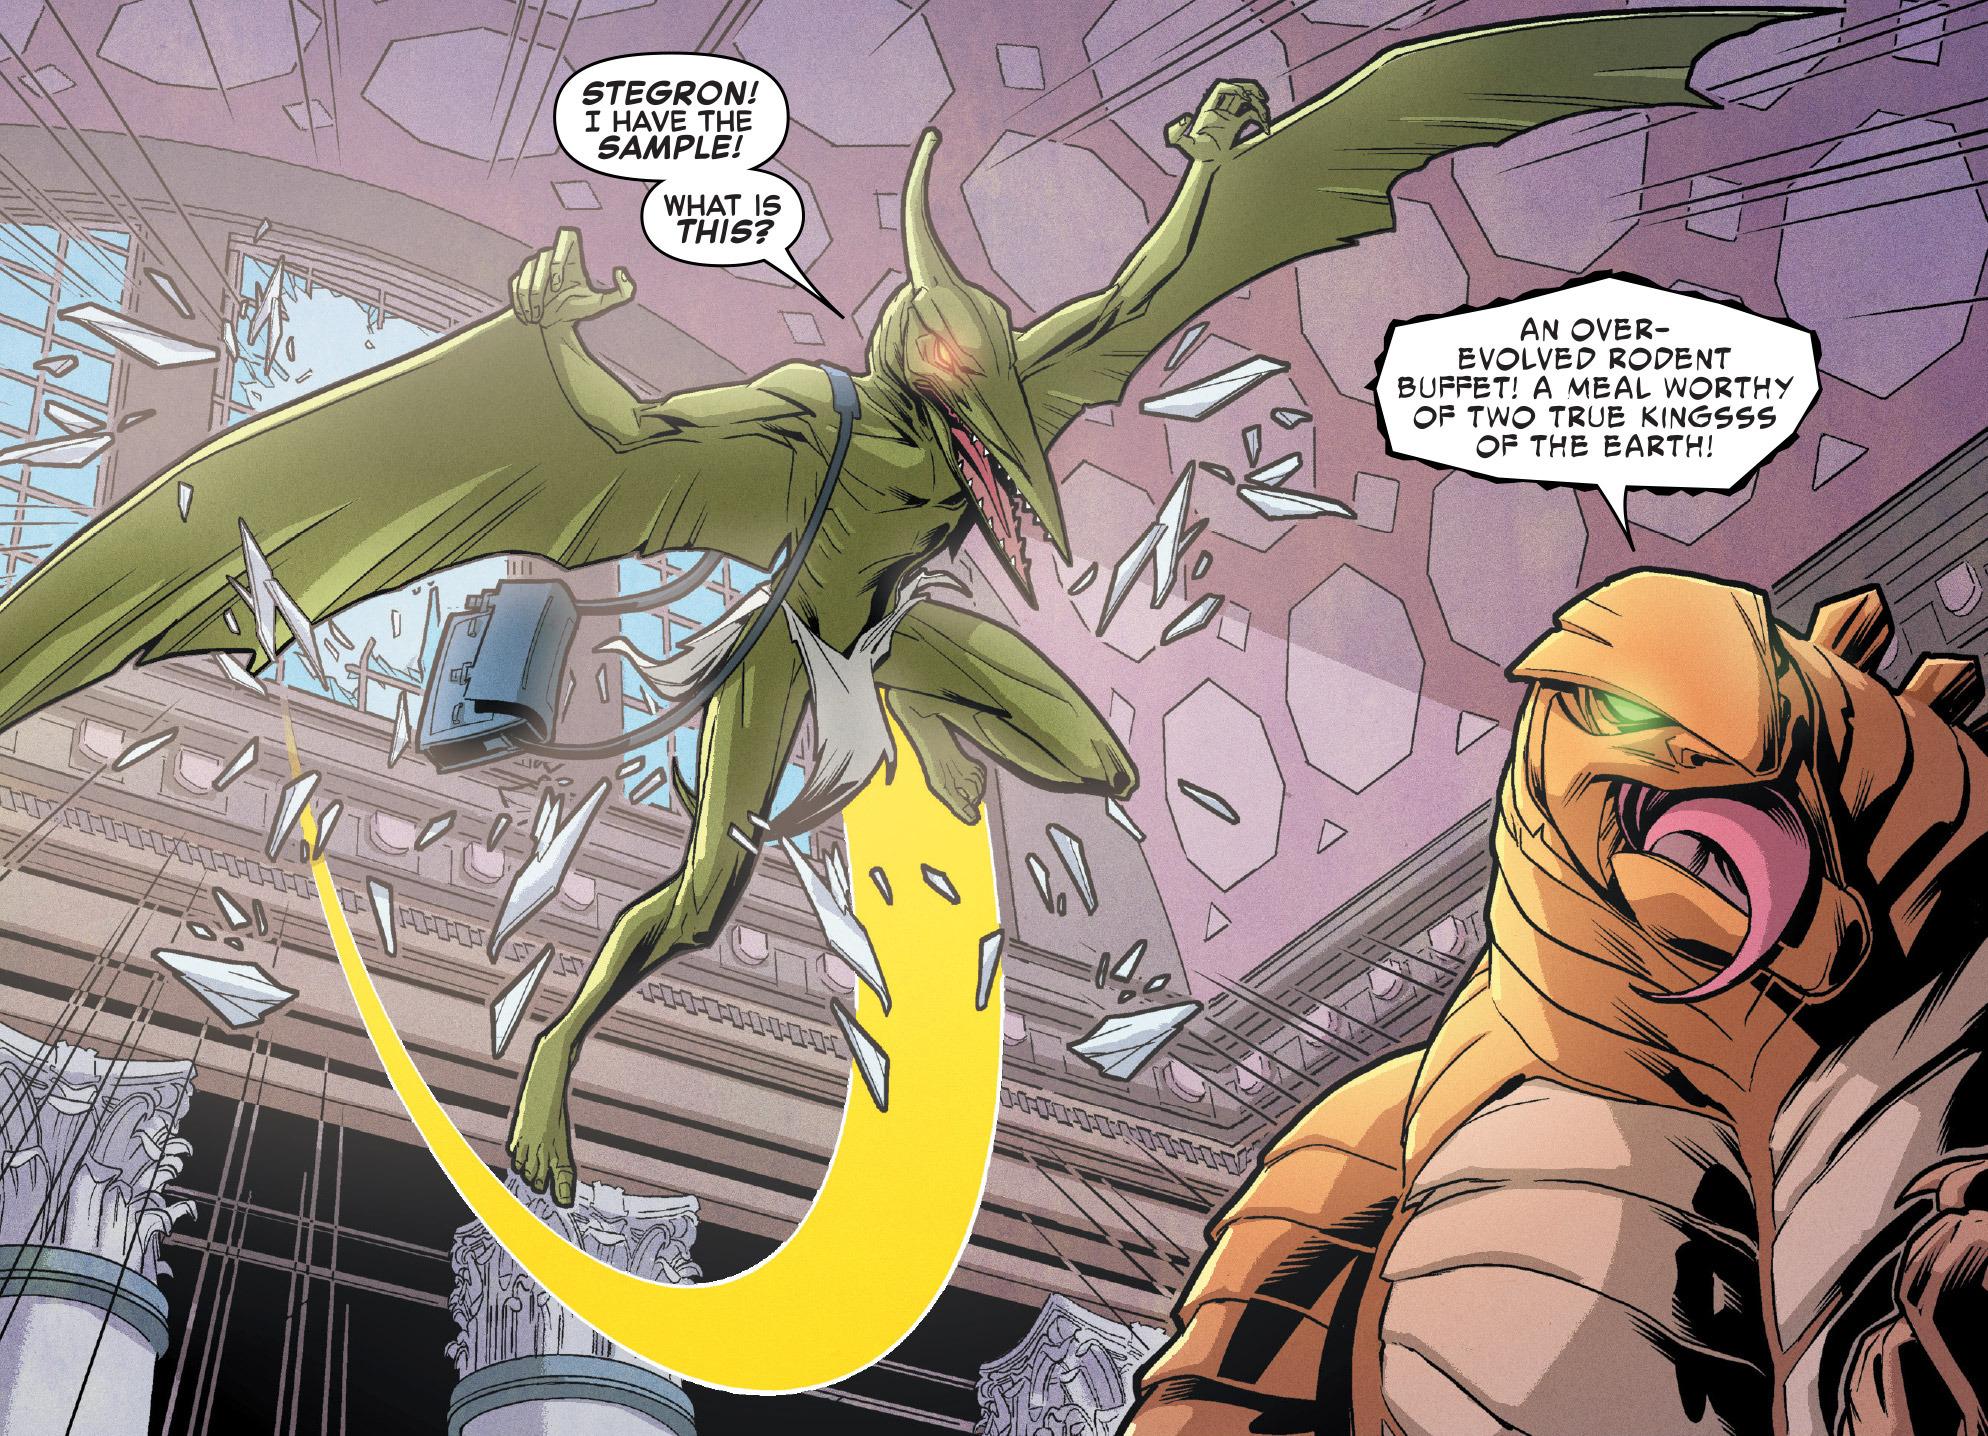 STEGRON!
I HAVE THE
SAMPLE!
WHAT IS
THIS?
AN OVER-
EVOLVED RODENT
BUFFET! A MEAL WORTHY
OF TWO TRUE KINGSSS
OF THE EARTH!